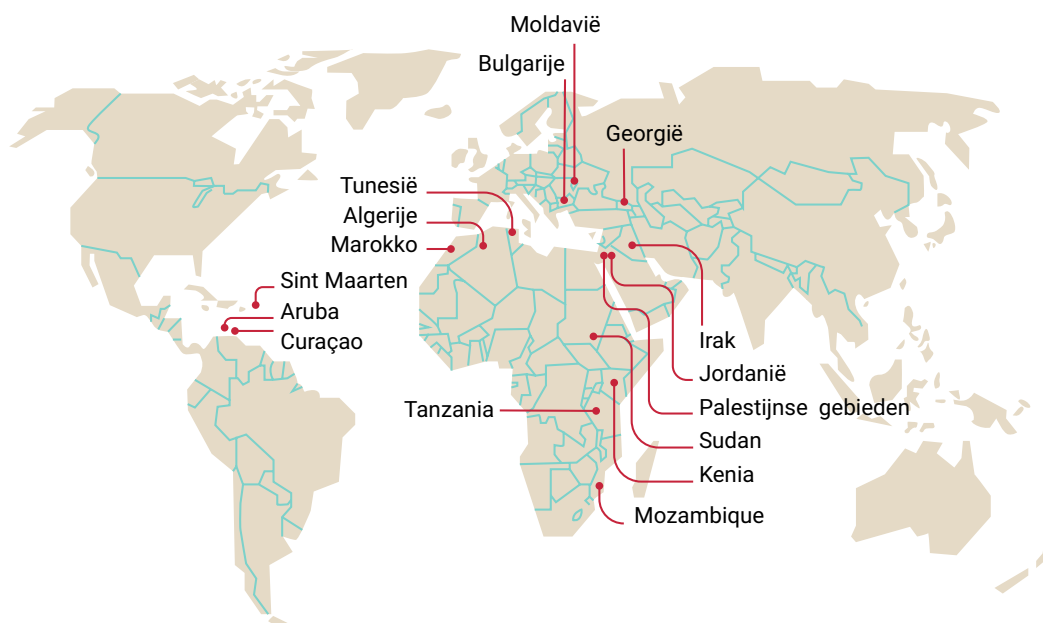 Moldavië
Bulgarije
Georgië
Tunesië
Algerije
Marokko
Sint Maarten
Aruba
Curaçao
Irak
Jordanië
Palestijnse gebieden
Tanzania
Sudan
Kenia
Mozambique